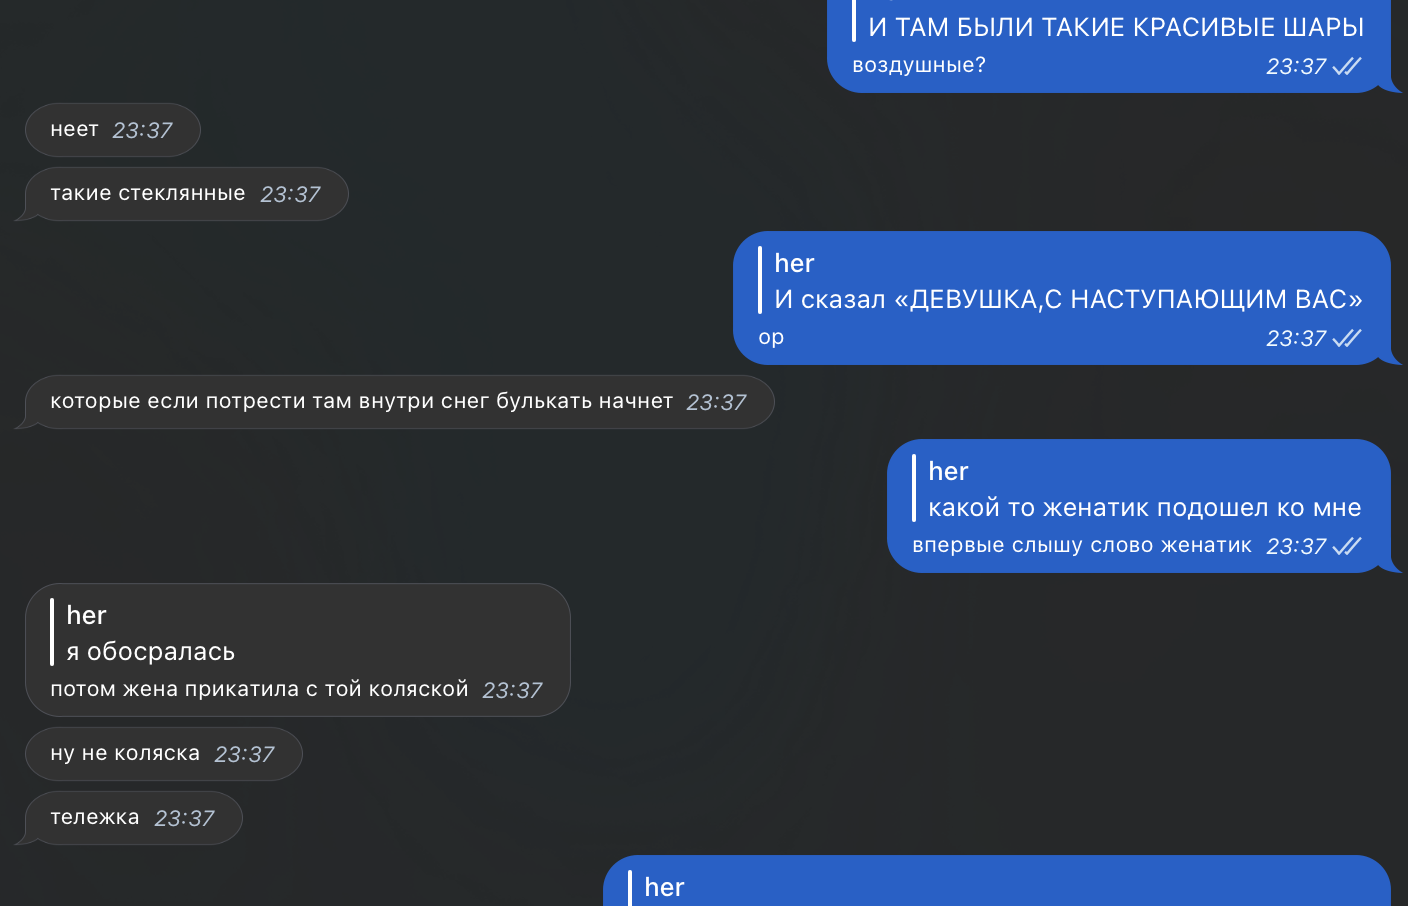 И ТАМ БЫЛИ ТАКИЕ КРАСИВЫЕ ШАРЫ
воздушные? 23:37
неет 23:37
такие стеклянные 23:37
her
И сказал «ДЕВУШКА,С НАСТУПАЮЩИМ ВАС»
ор 23:37
которые если потрести там внутри снег булькать начнет 23:37
her
какой то женатик подошел ко мне
впервые слышу слово женатик 23:37
her
я обосралась
потом жена прикатила с той коляской 23:37
ну не коляска 23:37
тележка 23:37
her